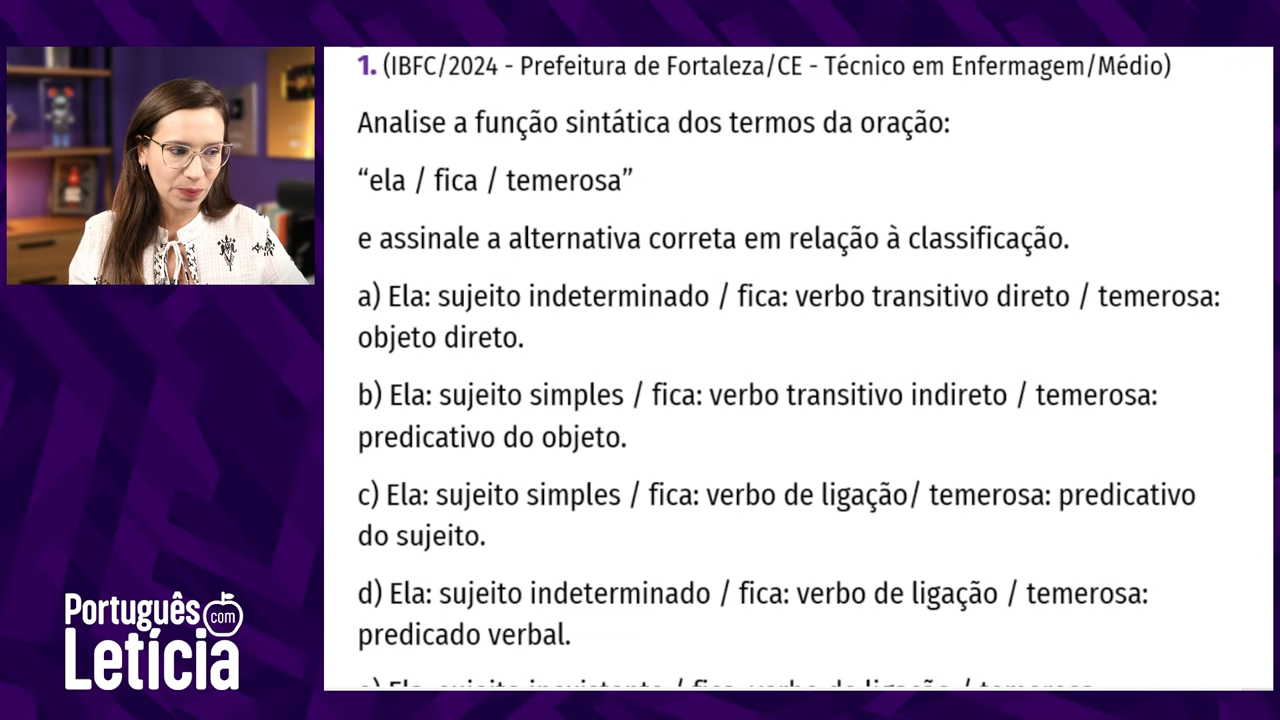 1. (IBFC/2024 - Prefeitura de Fortaleza/CE - Técnico em Enfermagem/Médio)
Analise a função sintática dos termos da oração:
“ela / fica / temerosa”
e assinale a alternativa correta em relação à classificação.
a) Ela: sujeito indeterminado / fica: verbo transitivo direto / temerosa:
objeto direto.
b) Ela: sujeito simples / fica: verbo transitivo indireto / temerosa:
predicativo do objeto.
c) Ela: sujeito simples / fica: verbo de ligação/ temerosa: predicativo
do sujeito.
d) Ela: sujeito indeterminado / fica: verbo de ligação / temerosa:
predicado verbal.
Português com
Letícia